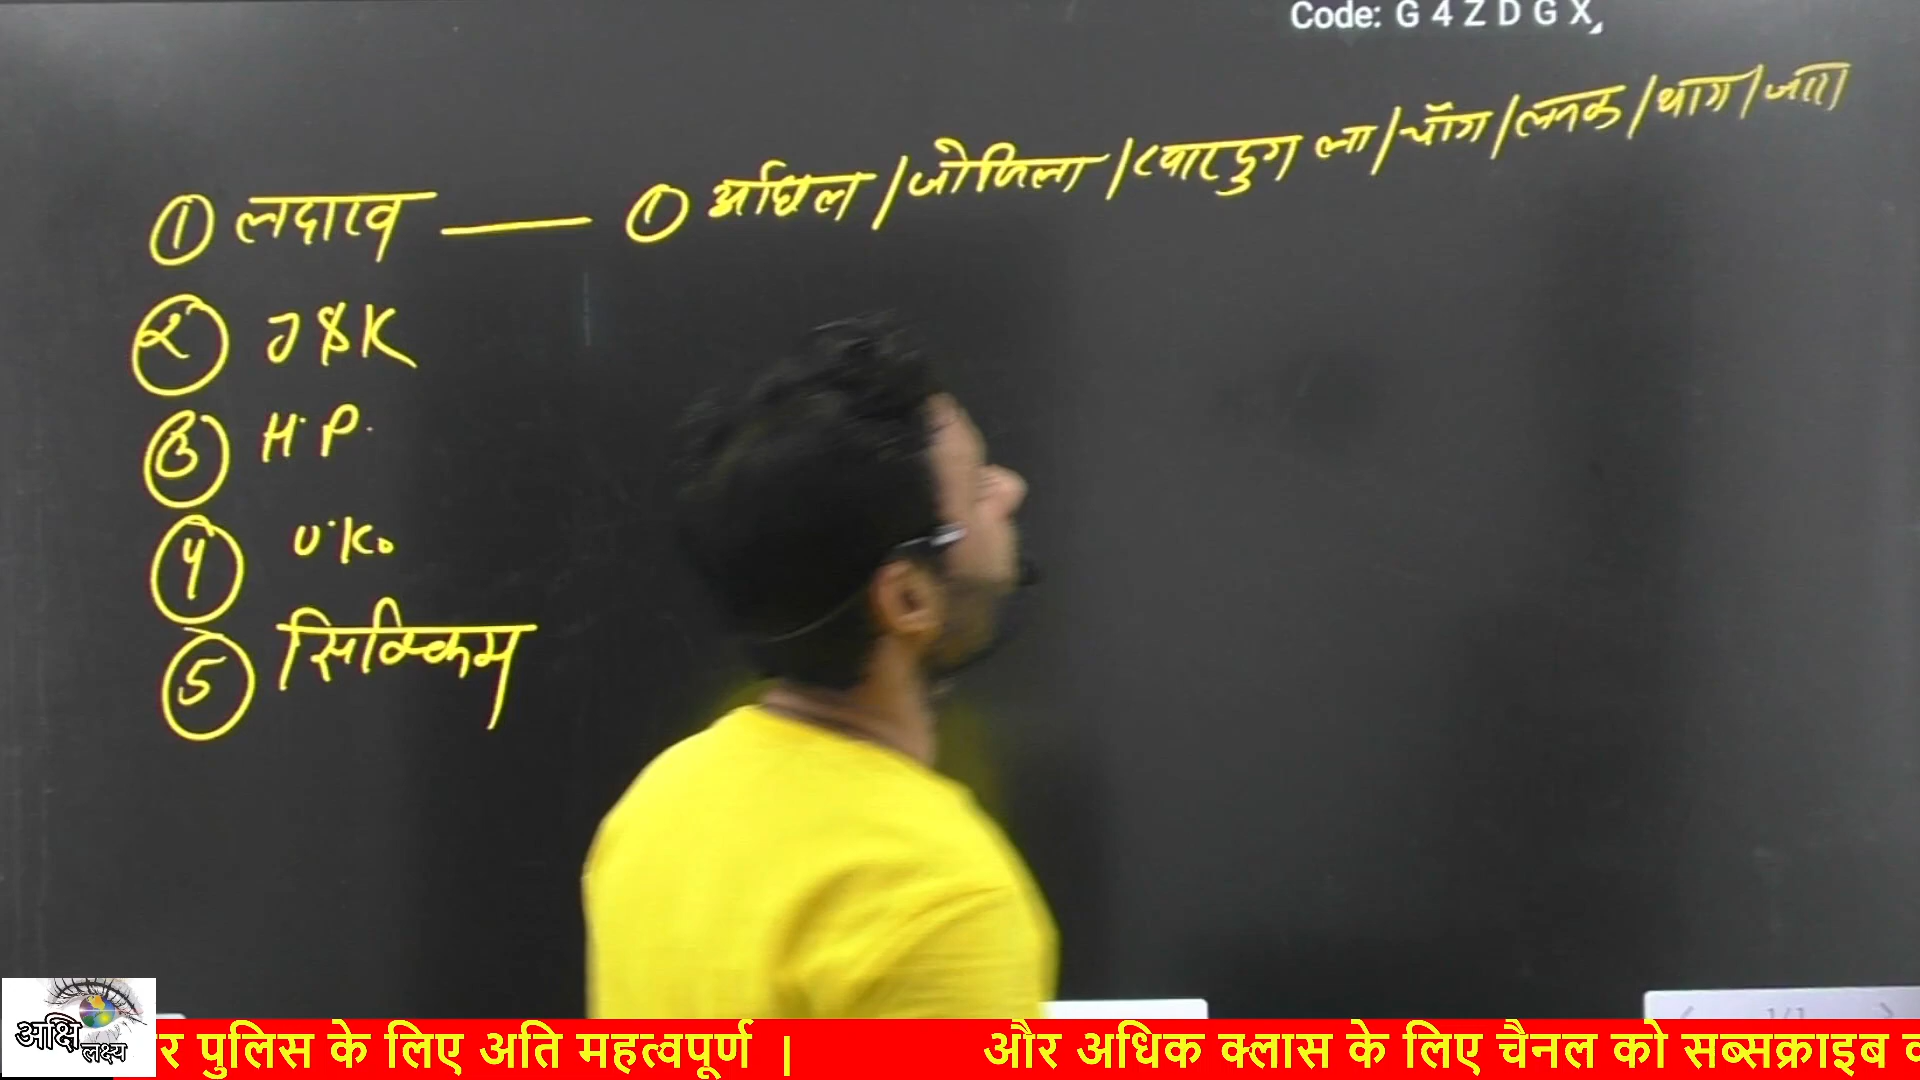 Code: G 4 Z D G X
① लद्दाख — ① अघिल / जोजिला / खारदुंग ला / चाँग / लनक / थाग / जारा
② J&K
③ H.P.
④ U.K.
⑤ सिक्किम
अक्षि लक्ष्य
र पुलिस के लिए अति महत्वपूर्ण । और अधिक क्लास के लिए चैनल को सब्सक्राइब